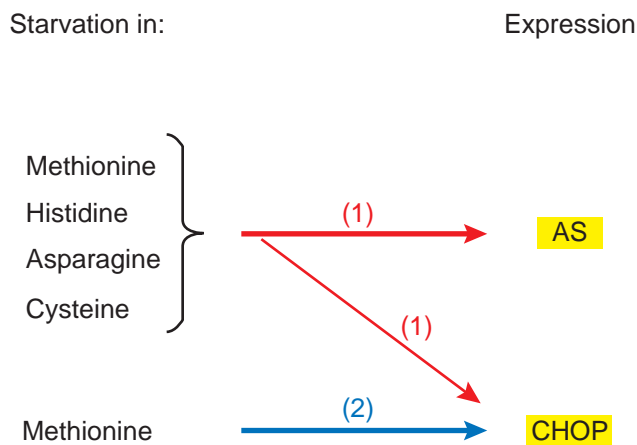 Starvation in: Expression
Methionine
Histidine
(1)
AS
Asparagine
Cysteine
(1)
Methionine
(2)
CHOP